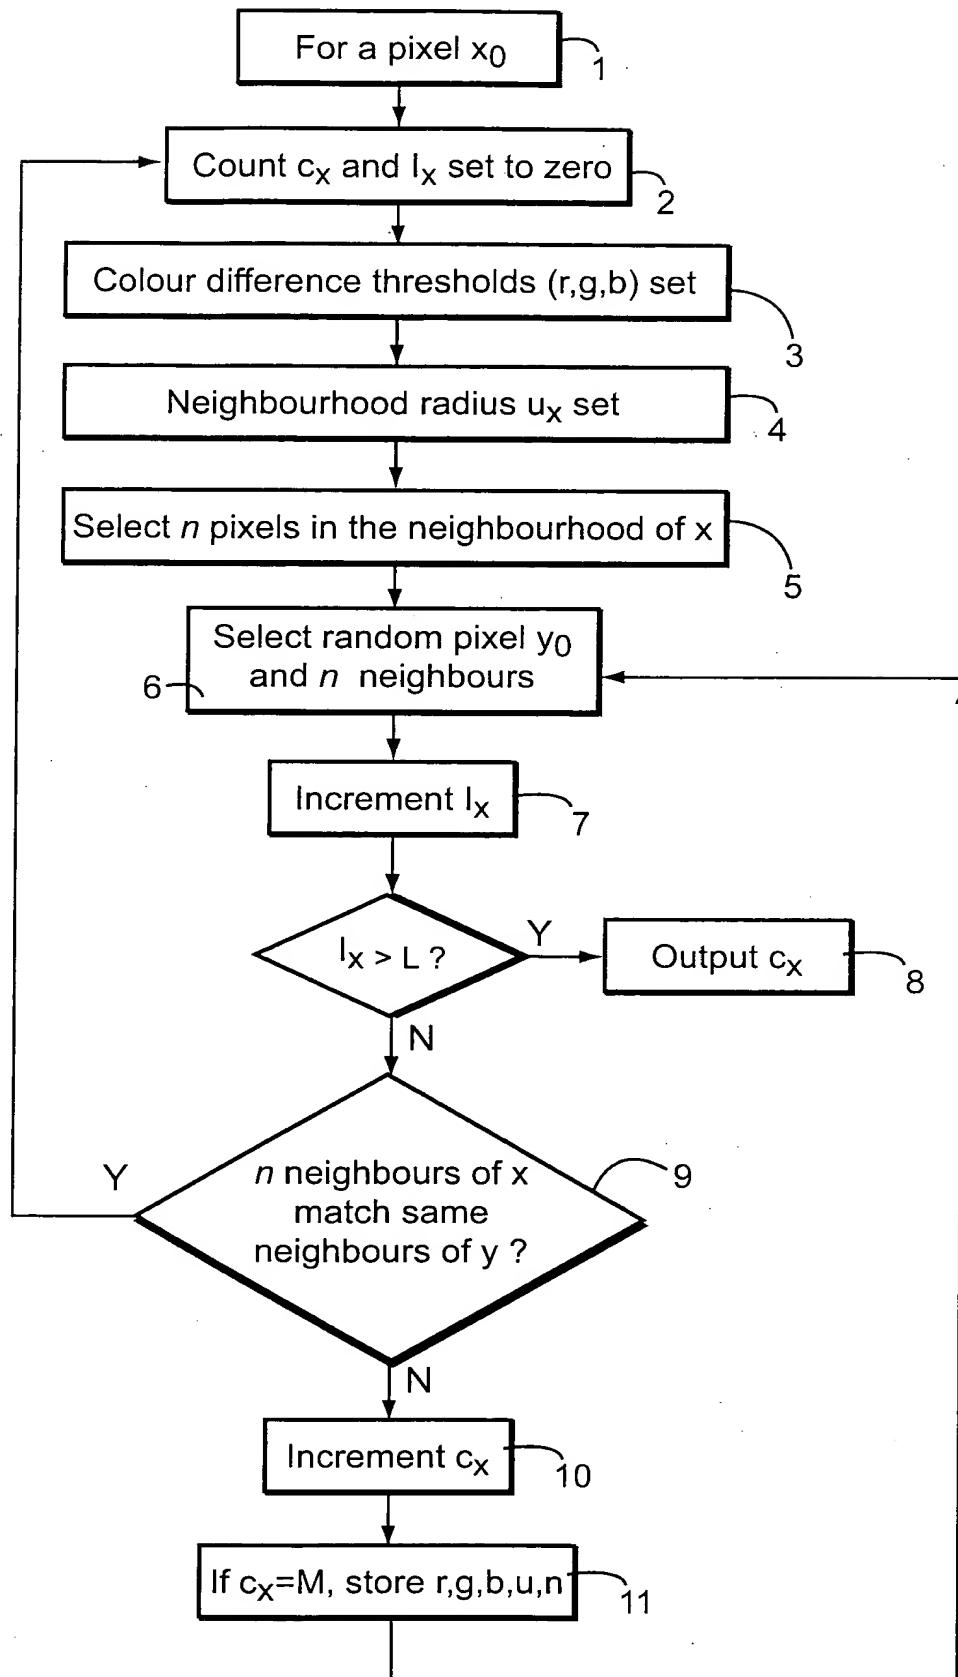 For a pixel x0
1
Count cx and Ix set to zero
2
Colour difference thresholds (r,g,b) set
3
Neighbourhood radius ux set
4
Select n pixels in the neighbourhood of x
5
Select random pixel y0
and n neighbours
6
Increment Ix
7
Ix > L ?
Y
Output cx
8
N
n neighbours of x
match same
neighbours of y ?
9
Y
N
Increment cx
10
If cx=M, store r,g,b,u,n
11